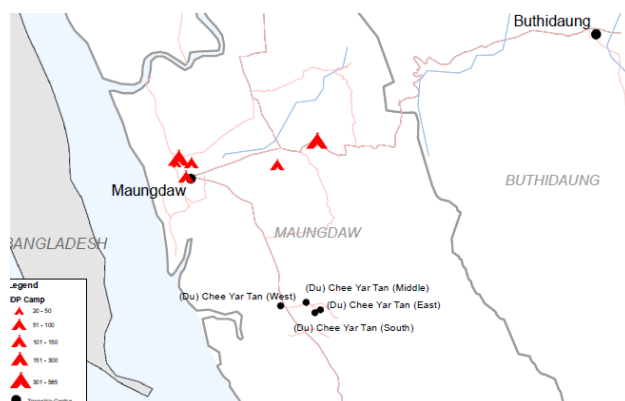 Buthidaung
Maungdaw
BUTHIDAUNG
MAUNGDAW
BANGLADESH
(Du) Chee Yar Tan (Middle)
(Du) Chee Yar Tan (West)
(Du) Chee Yar Tan (East)
(Du) Chee Yar Tan (South)
Legend
IDP Camp
20 - 50
51 - 100
101 - 150
151 - 300
301 - 585